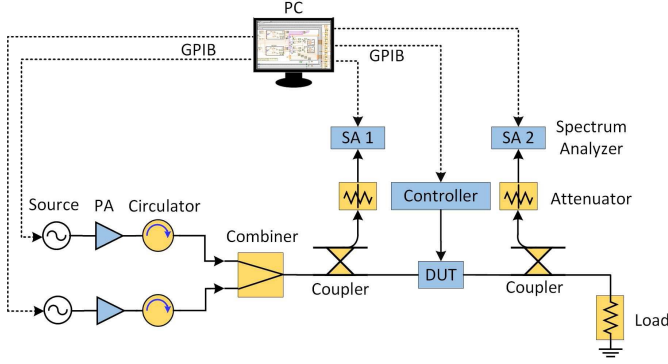 PC
GPIB
GPIB
SA 1
SA 2
Spectrum
Analyzer
Controller
Attenuator
Source
PA
Circulator
Combiner
Coupler
DUT
Coupler
Load